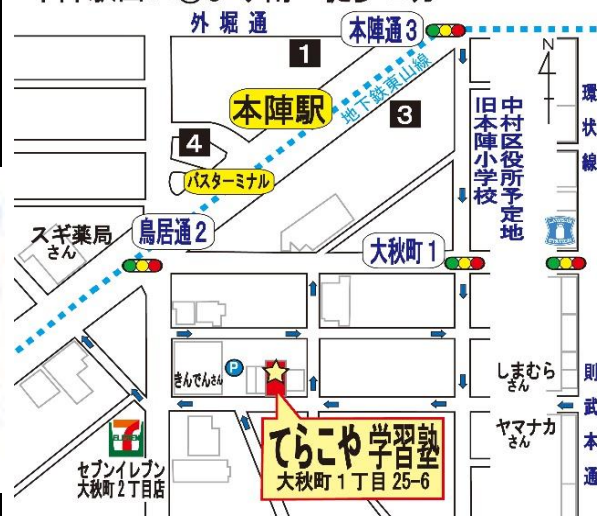 外堀通
本陣通3
1
N
本陣駅
地下鉄東山線
3
環状線
中村区役所予定地
旧本陣小学校
4
バスターミナル
スギ薬局
さん
鳥居通2
大秋町1
きんでんさん
P
しまむら
さん
則武本通
ヤマナカ
さん
てらこや 学習塾
大秋町1丁目25-6
セブンイレブン
大秋町2丁目店